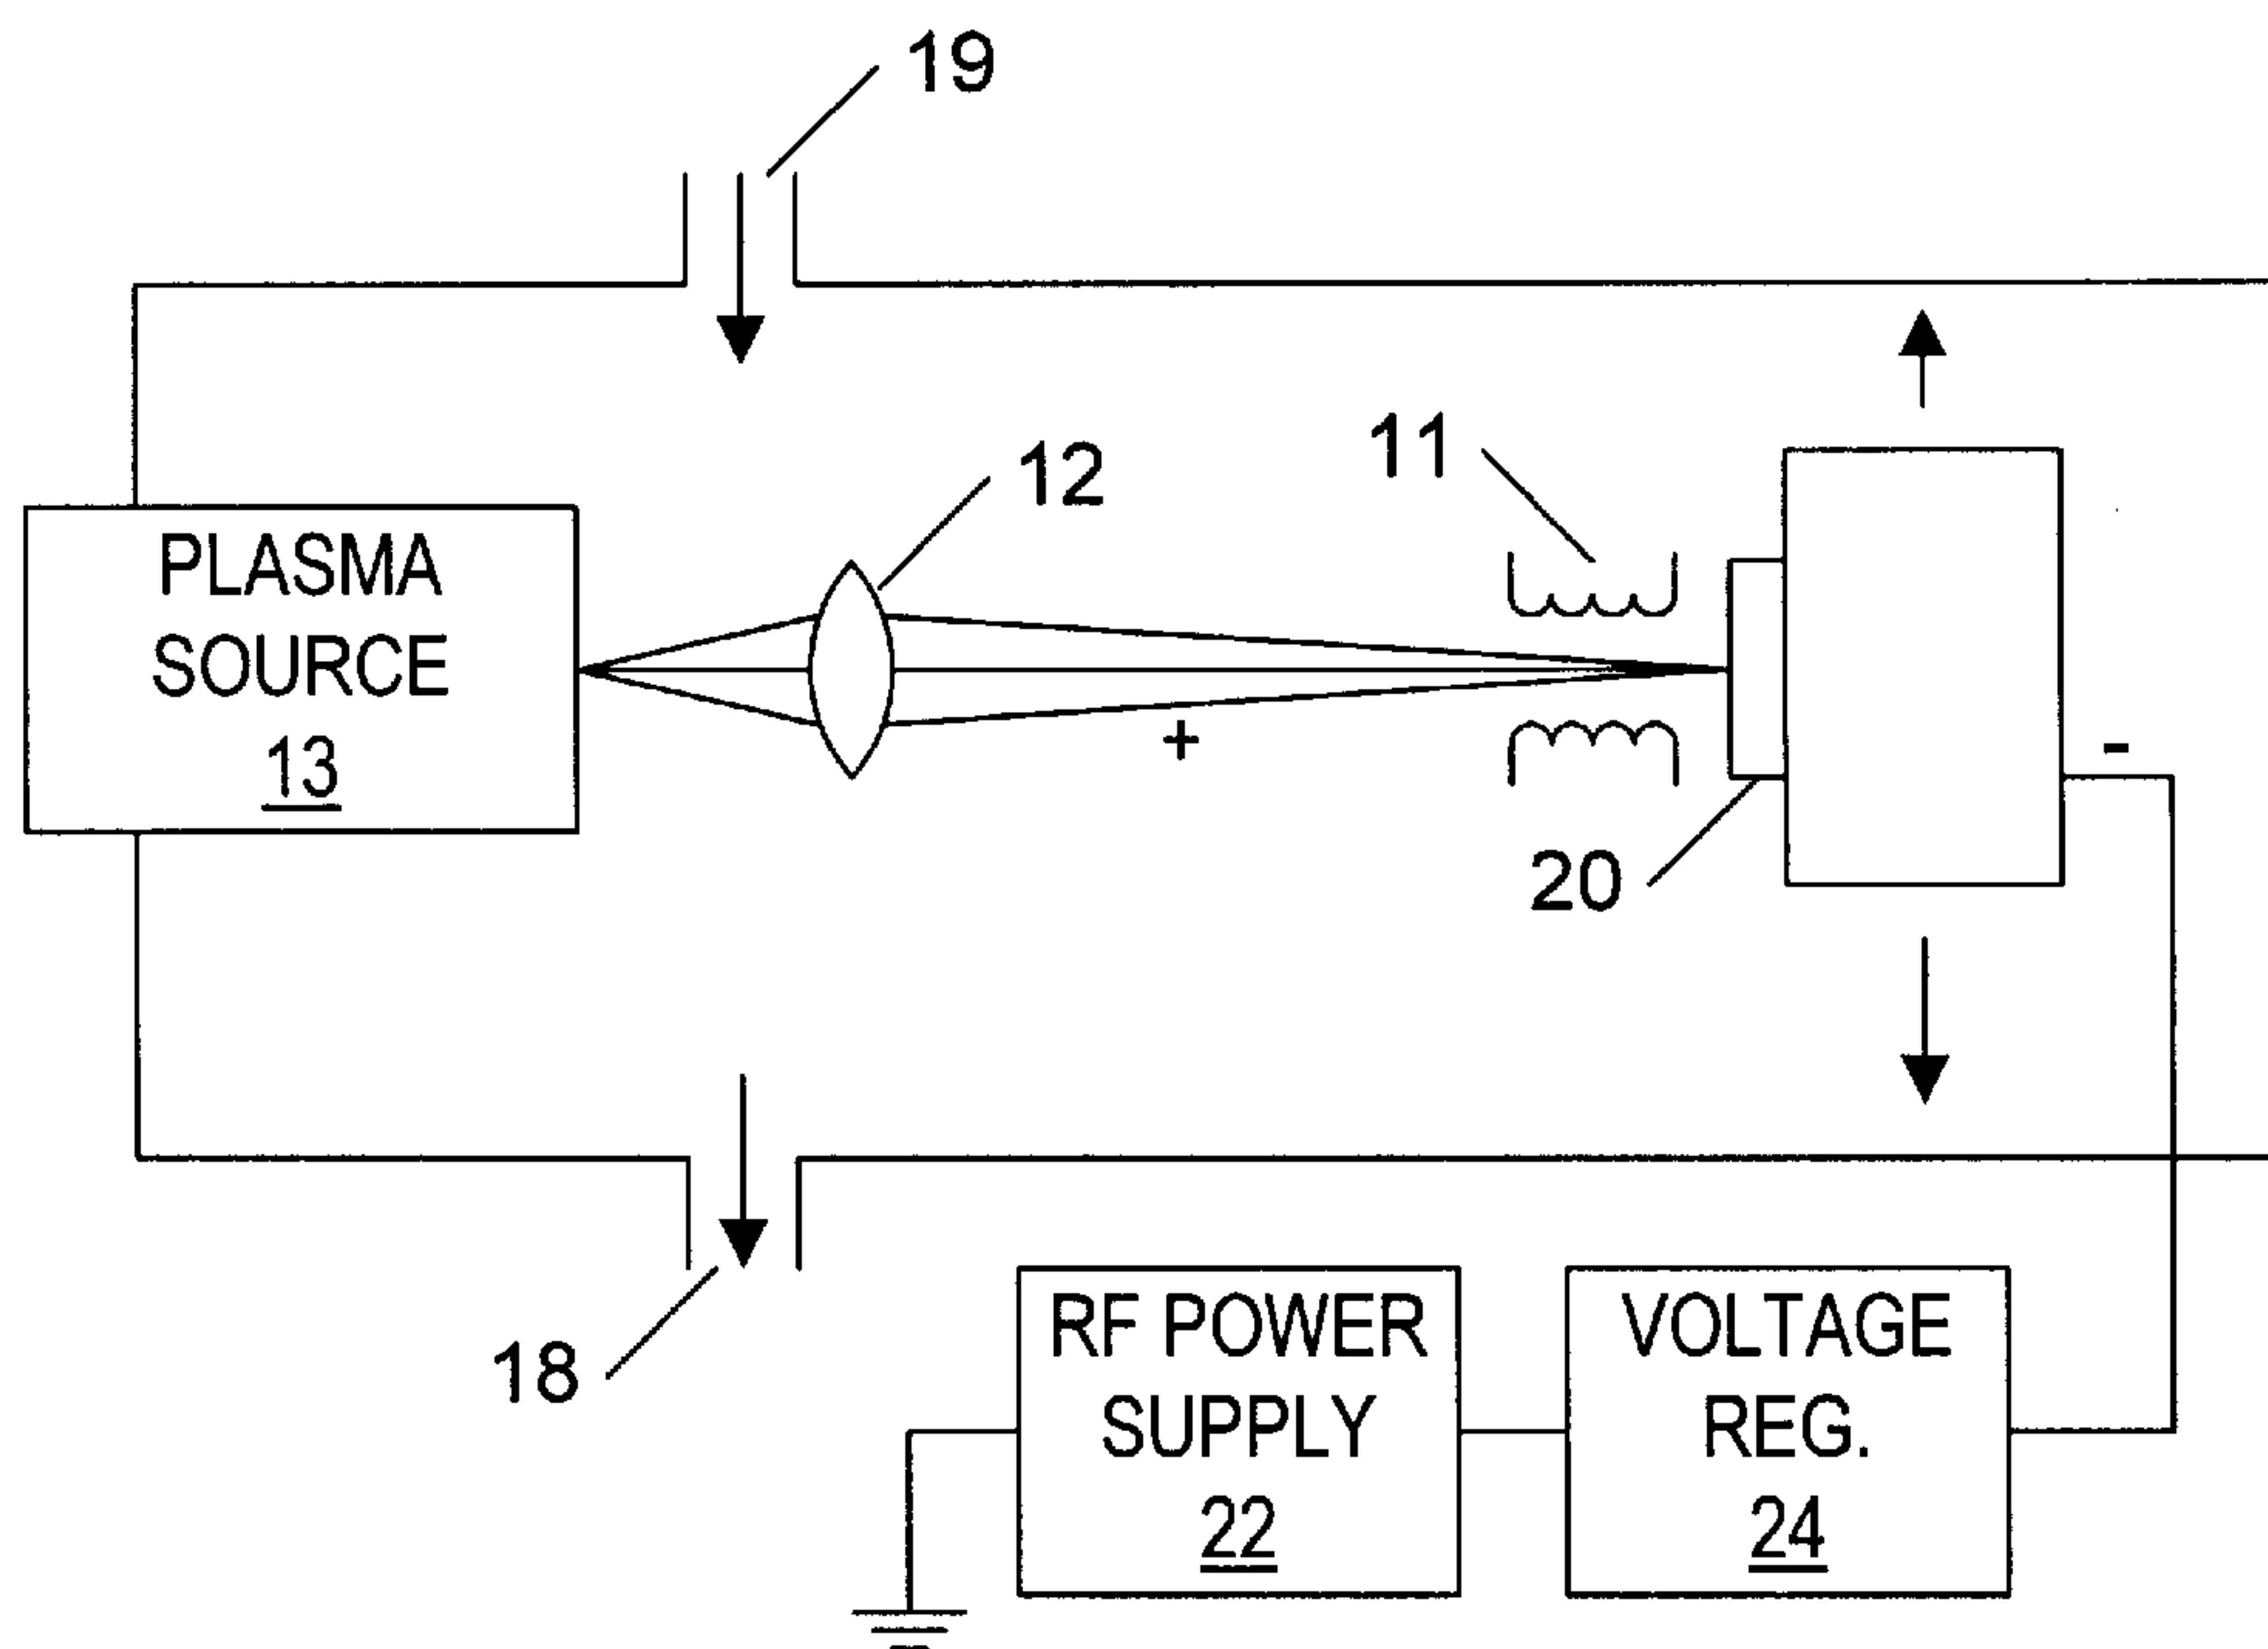 19
12
11
PLASMA
SOURCE
13
+
-
20
18
RF POWER
SUPPLY
22
VOLTAGE
REG.
24